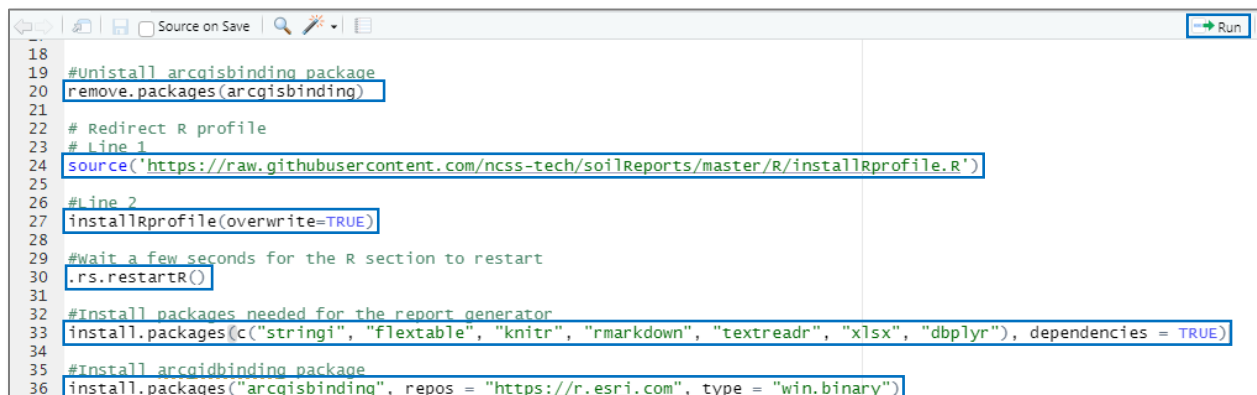 Source on Save Run
18
19 #Unistall arcgisbinding package
20 remove.packages(arcgisbinding)
21
22 # Redirect R profile
23 # Line 1
24 source('https://raw.githubusercontent.com/ncss-tech/soilReports/master/R/installRprofile.R')
25
26 #Line 2
27 installRprofile(overwrite=TRUE)
28
29 #Wait a few seconds for the R section to restart
30 .rs.restartR()
31
32 #Install packages needed for the report generator
33 install.packages(c("stringi", "flextable", "knitr", "rmarkdown", "textreadr", "xlsx", "dbplyr"), dependencies = TRUE)
34
35 #Install arcgidbinding package
36 install.packages("arcgisbinding", repos = "https://r.esri.com", type = "win.binary")